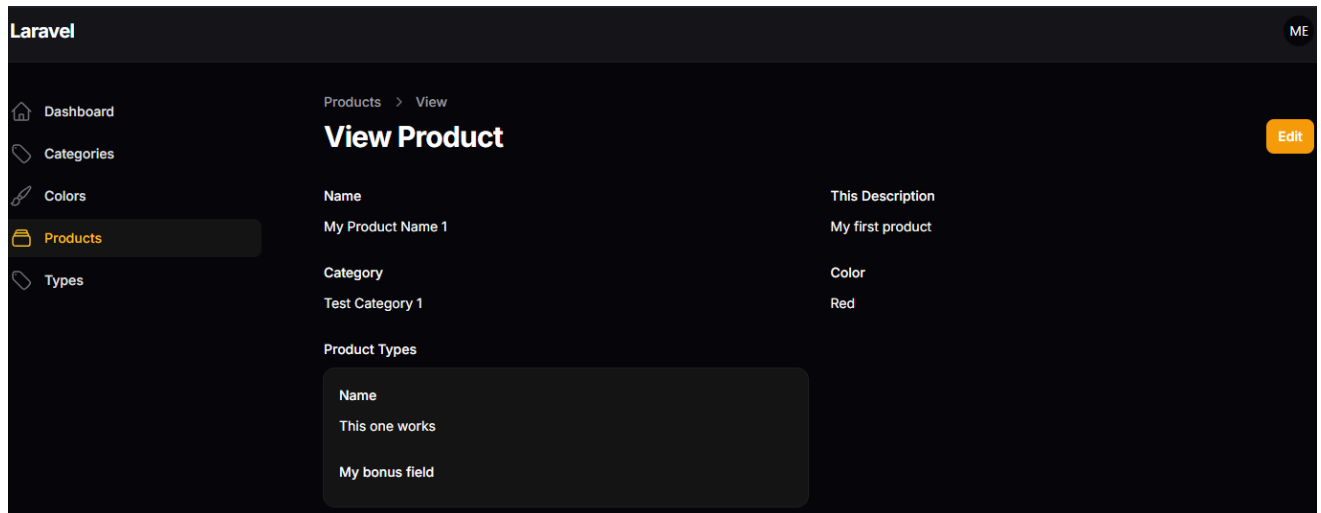 Laravel
ME
Dashboard
Categories
Colors
Products
Types
Products > View
View Product
Edit
Name
My Product Name 1
This Description
My first product
Category
Test Category 1
Color
Red
Product Types
Name
This one works
My bonus field